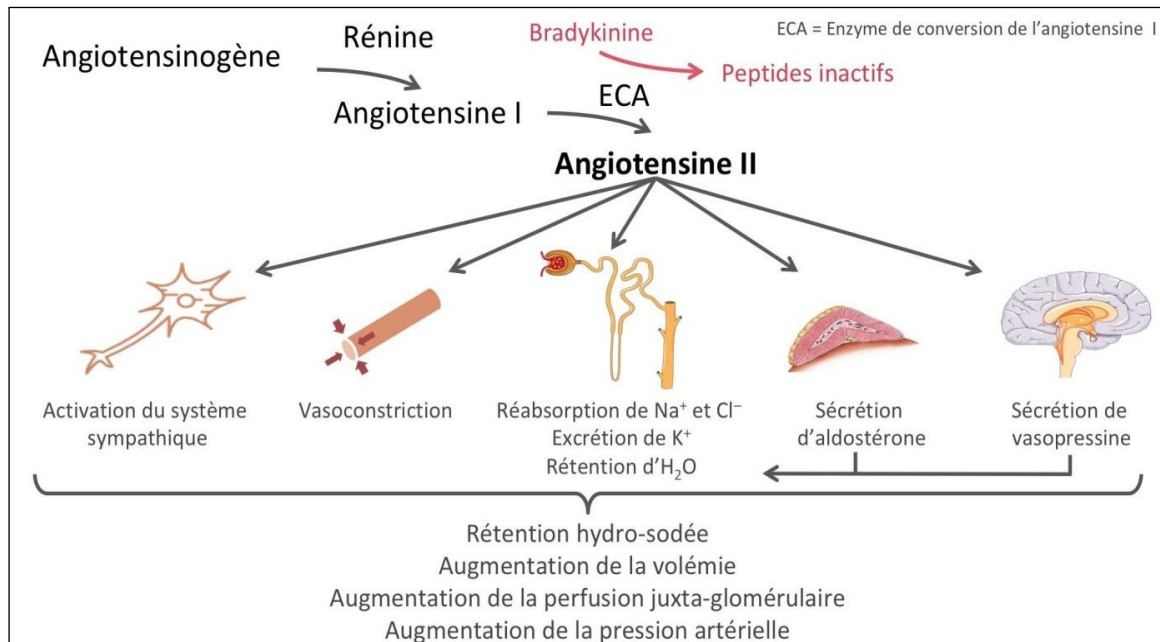 Angiotensinogène
Rénine
Bradykinine
ECA = Enzyme de conversion de l'angiotensine I
Peptides inactifs
Angiotensine I
ECA
Angiotensine II
Activation du système
sympathique
Vasoconstriction
Réabsorption de Na⁺ et Cl⁻
Excrétion de K⁺
Rétention d'H₂O
Sécrétion
d'aldostérone
Sécrétion de
vasopressine
Rétention hydro-sodée
Augmentation de la volémie
Augmentation de la perfusion juxta-glomérulaire
Augmentation de la pression artérielle